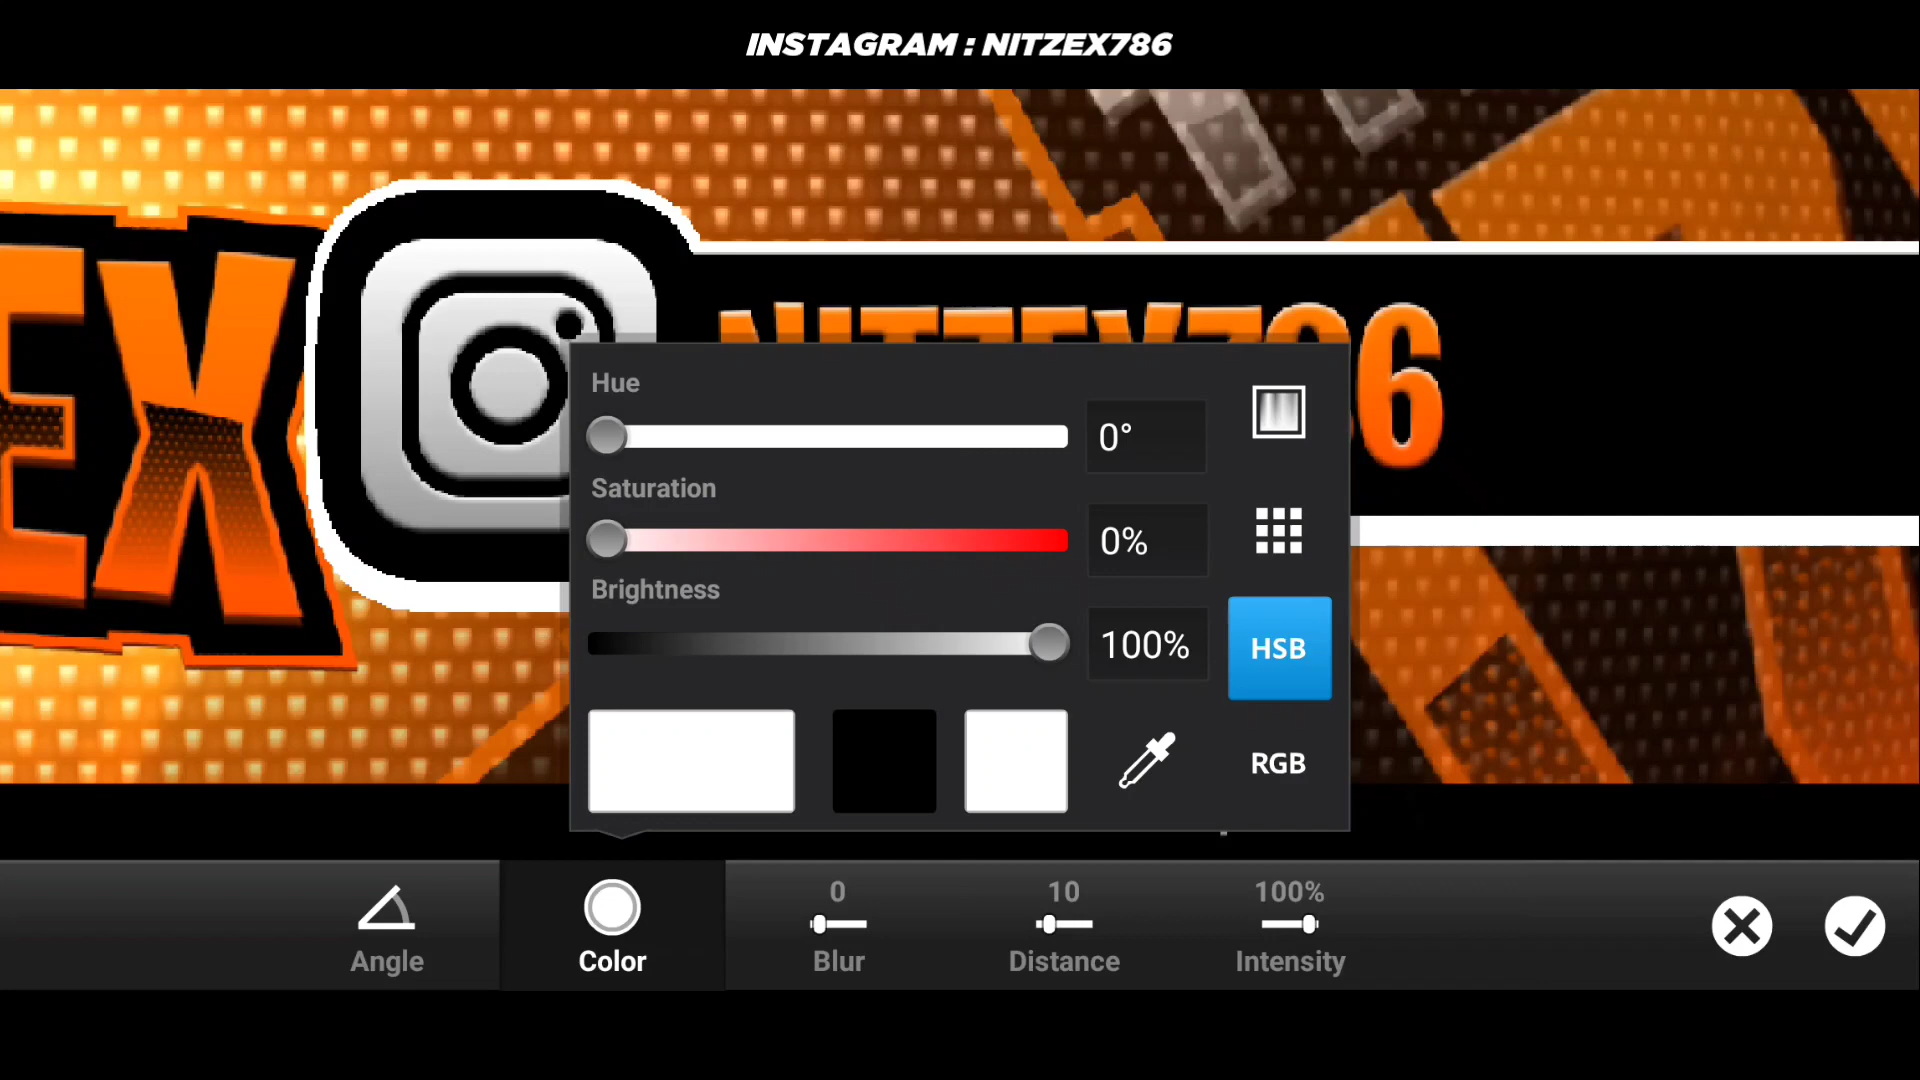 INSTAGRAM : NITZEX786
EX
NITZEX786
Hue
0°
Saturation
0%
Brightness
100%
HSB
RGB
0
10
100%
Angle
Color
Blur
Distance
Intensity